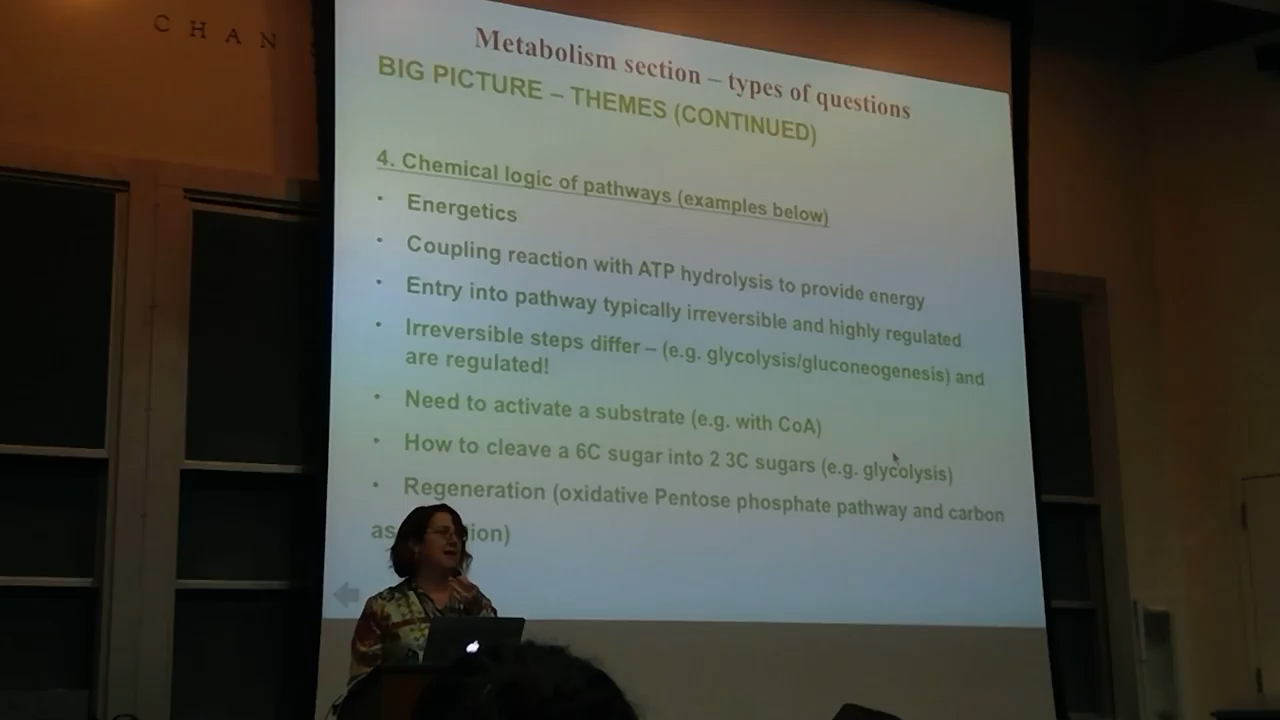 CHAN
Metabolism section – types of questions
BIG PICTURE – THEMES (CONTINUED)
4. Chemical logic of pathways (examples below)
• Energetics
• Coupling reaction with ATP hydrolysis to provide energy
• Entry into pathway typically irreversible and highly regulated
• Irreversible steps differ – (e.g. glycolysis/gluconeogenesis) and
are regulated!
• Need to activate a substrate (e.g. with CoA)
• How to cleave a 6C sugar into 2 3C sugars (e.g. glycolysis)
• Regeneration (oxidative Pentose phosphate pathway and carbon